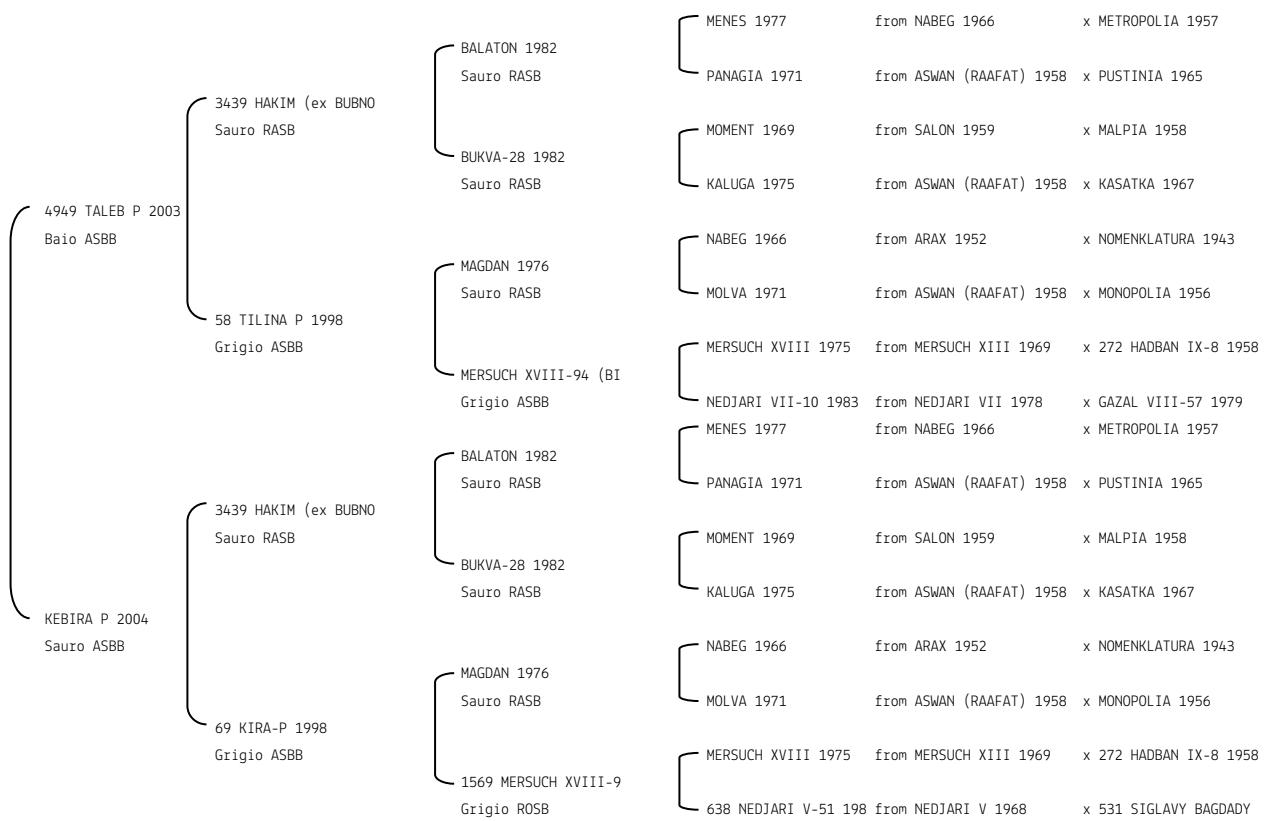 MENES 1977 from NABEG 1966 x METROPOLIA 1957
BALATON 1982
Sauro RASB
PANAGIA 1971 from ASWAN (RAAFAT) 1958 x PUSTINIA 1965
3439 HAKIM (ex BUBNO
Sauro RASB
MOMENT 1969 from SALON 1959 x MALPIA 1958
BUKVA-28 1982
Sauro RASB
KALUGA 1975 from ASWAN (RAAFAT) 1958 x KASATKA 1967
4949 TALEB P 2003
Baio ASBB
NABEG 1966 from ARAX 1952 x NOMENKLATURA 1943
MAGDAN 1976
Sauro RASB
MOLVA 1971 from ASWAN (RAAFAT) 1958 x MONOPOLIA 1956
58 TILINA P 1998
Grigio ASBB
MERSUCH XVIII 1975 from MERSUCH XIII 1969 x 272 HADBAN IX-8 1958
MERSUCH XVIII-94 (BI
Grigio ASBB
NEDJARI VII-10 1983 from NEDJARI VII 1978 x GAZAL VIII-57 1979
MENES 1977 from NABEG 1966 x METROPOLIA 1957
BALATON 1982
Sauro RASB
PANAGIA 1971 from ASWAN (RAAFAT) 1958 x PUSTINIA 1965
3439 HAKIM (ex BUBNO
Sauro RASB
MOMENT 1969 from SALON 1959 x MALPIA 1958
BUKVA-28 1982
Sauro RASB
KALUGA 1975 from ASWAN (RAAFAT) 1958 x KASATKA 1967
KEBIRA P 2004
Sauro ASBB
NABEG 1966 from ARAX 1952 x NOMENKLATURA 1943
MAGDAN 1976
Sauro RASB
MOLVA 1971 from ASWAN (RAAFAT) 1958 x MONOPOLIA 1956
69 KIRA-P 1998
Grigio ASBB
MERSUCH XVIII 1975 from MERSUCH XIII 1969 x 272 HADBAN IX-8 1958
1569 MERSUCH XVIII-9
Grigio ROSB
638 NEDJARI V-51 198 from NEDJARI V 1968 x 531 SIGLAVY BAGDADY